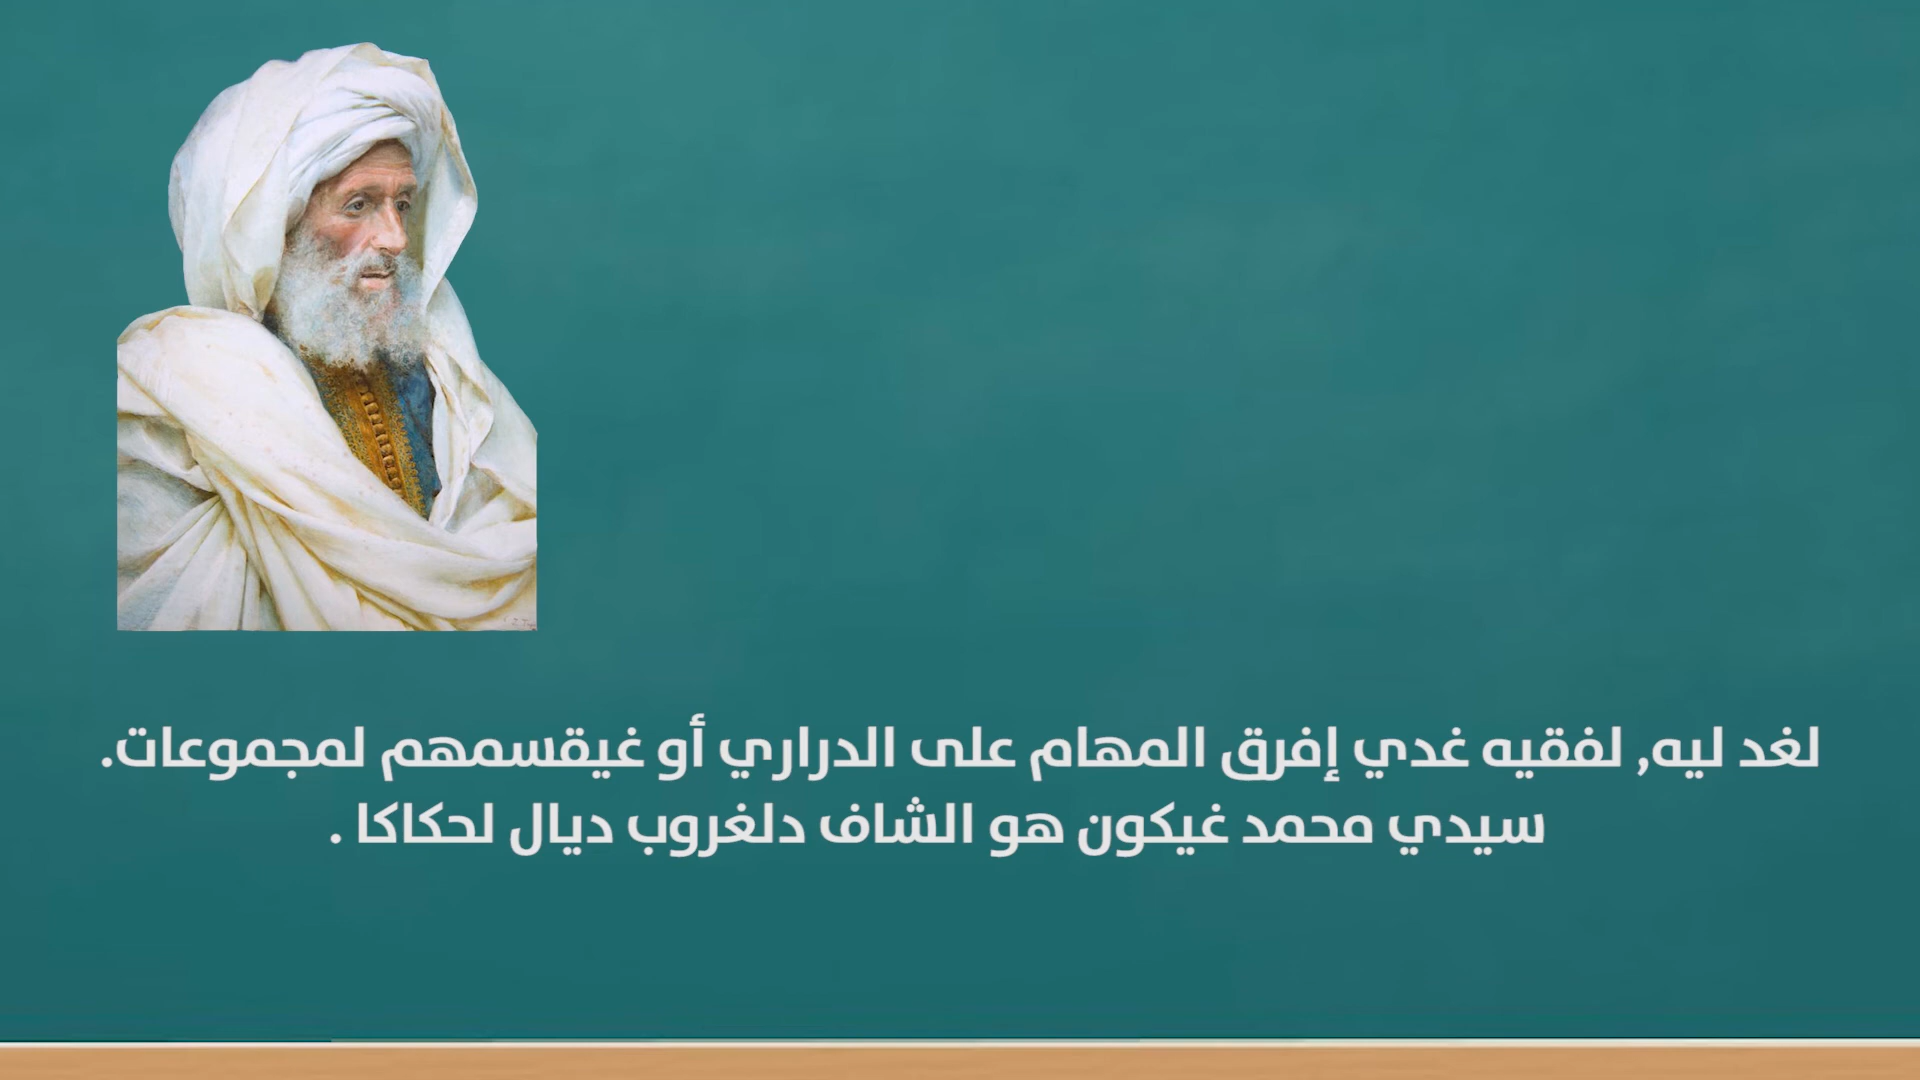 لغد ليه, لفقيه غدي إفرق المهام على الدراري أو غيقسمهم لمجموعات.
سيدي محمد غيكون هو الشاف دلغروب ديال لحكاكا .